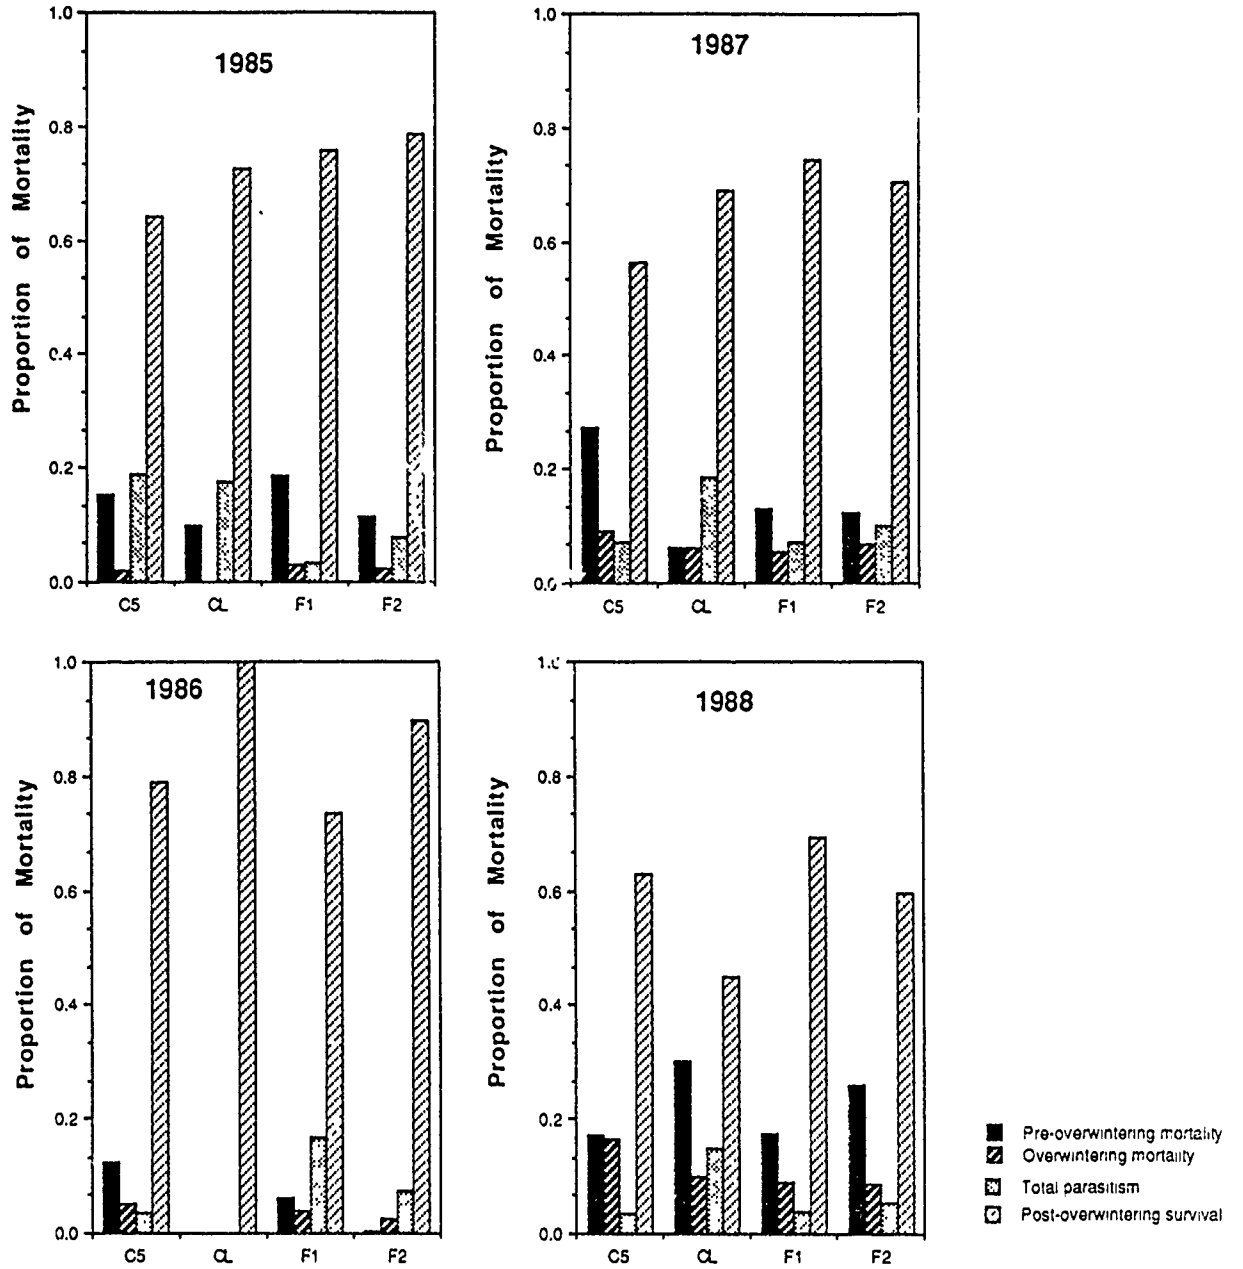 1985
Proportion of Mortality
1.0
0.8
0.6
0.4
0.2
0.0
C5 CL F1 F2
1987
Proportion of Mortality
1.0
0.8
0.6
0.4
0.2
0.0
C5 CL F1 F2
1986
Proportion of Mortality
1.0
0.8
0.6
0.4
0.2
0.0
C5 CL F1 F2
1988
Proportion of Mortality
1.0
0.8
0.6
0.4
0.2
0.0
C5 CL F1 F2
Pre-overwintering mortality
Overwintering mortality
Total parasitism
Post-overwintering survival